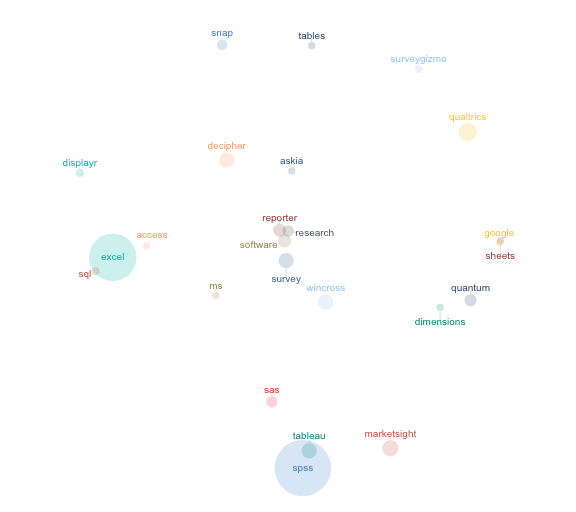 snap
tables
surveygizmo
qualtrics
decipher
askia
displayr
reporter
research
google
access
software
sheets
excel
sql
survey
ms
wincross
quantum
dimensions
sas
tableau
marketsight
spss